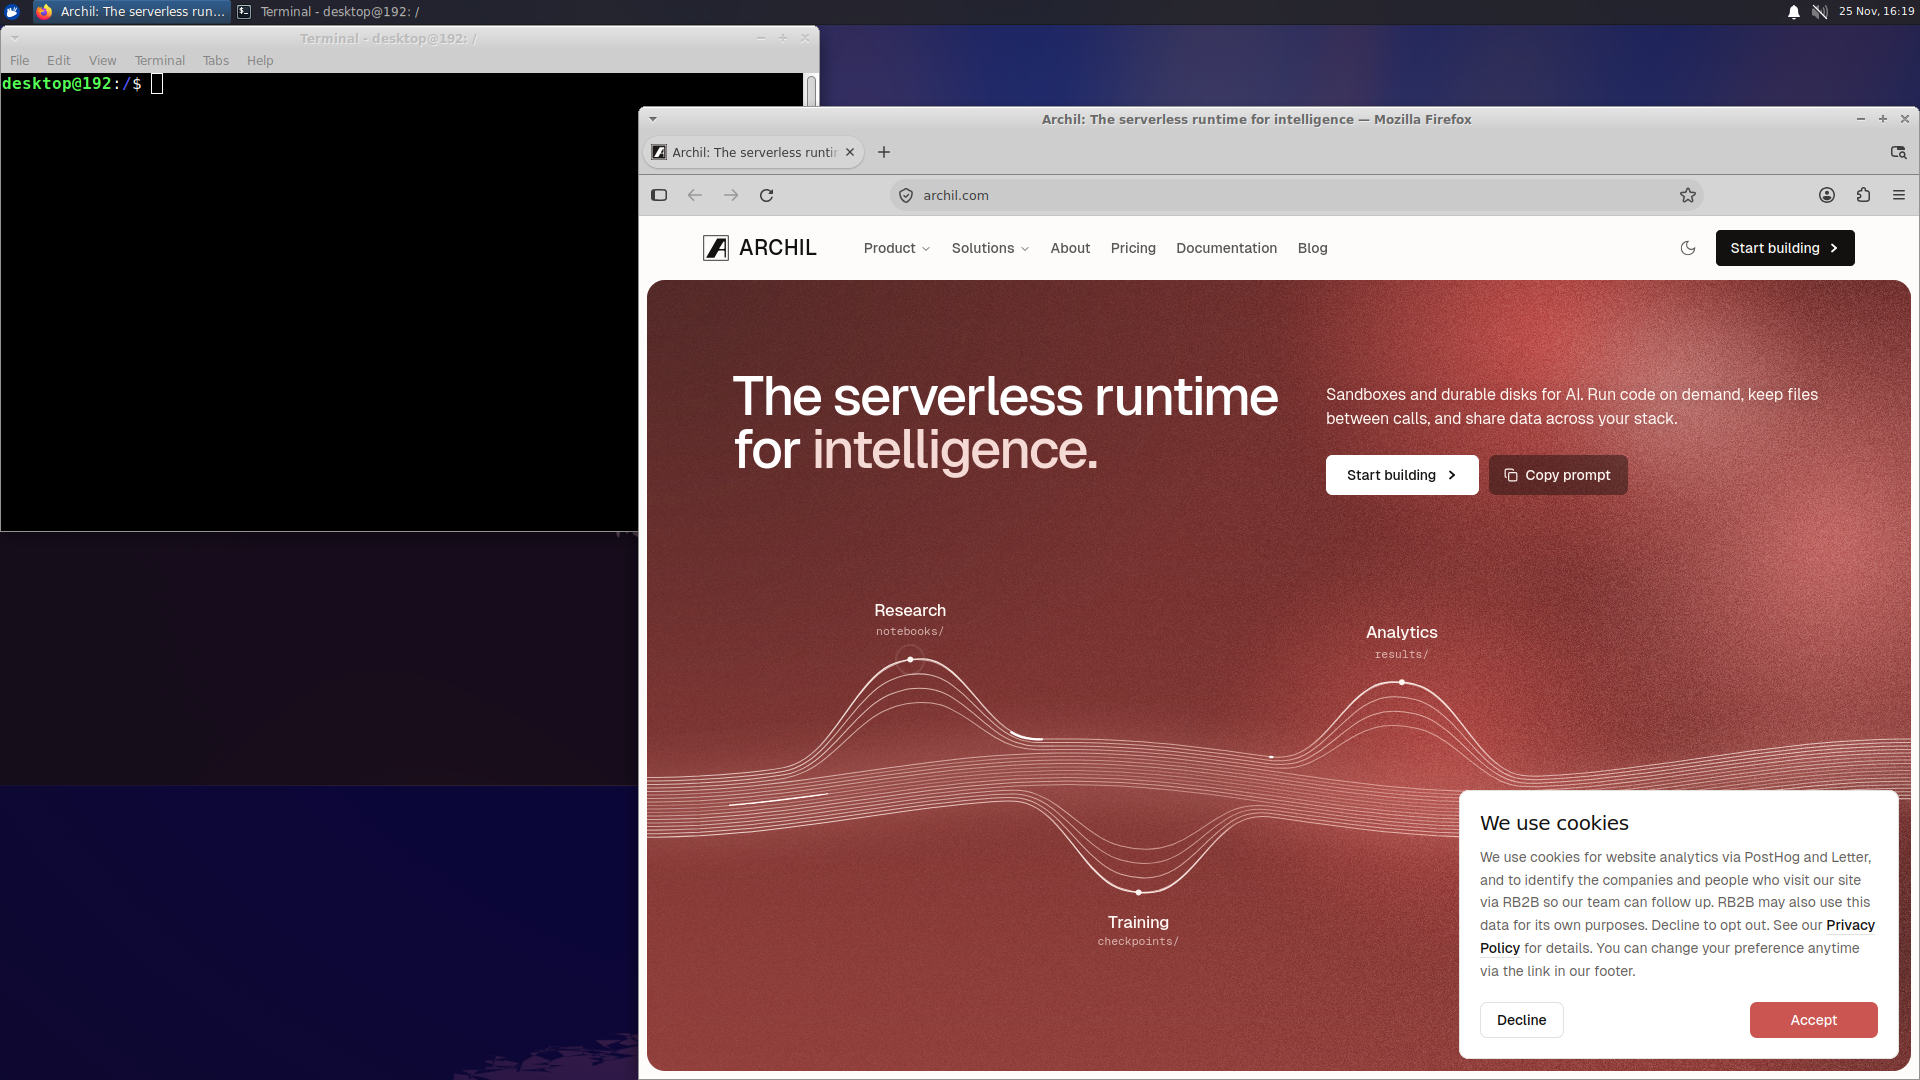 Archil: The serverless run...
Terminal - desktop@192: /
25 Nov, 16:19
Terminal - desktop@192: /
File Edit View Terminal Tabs Help
desktop@192:/$
Archil: The serverless runtime for intelligence — Mozilla Firefox
Archil: The serverless runtin
archil.com
ARCHIL
Product Solutions About Pricing Documentation Blog
Start building
The serverless runtime
for intelligence.
Sandboxes and durable disks for AI. Run code on demand, keep files
between calls, and share data across your stack.
Start building
Copy prompt
Research
notebooks/
Analytics
results/
Training
checkpoints/
We use cookies
We use cookies for website analytics via PostHog and Letter,
and to identify the companies and people who visit our site
via RB2B so our team can follow up. RB2B may also use this
data for its own purposes. Decline to opt out. See our Privacy
Policy for details. You can change your preference anytime
via the link in our footer.
Decline
Accept